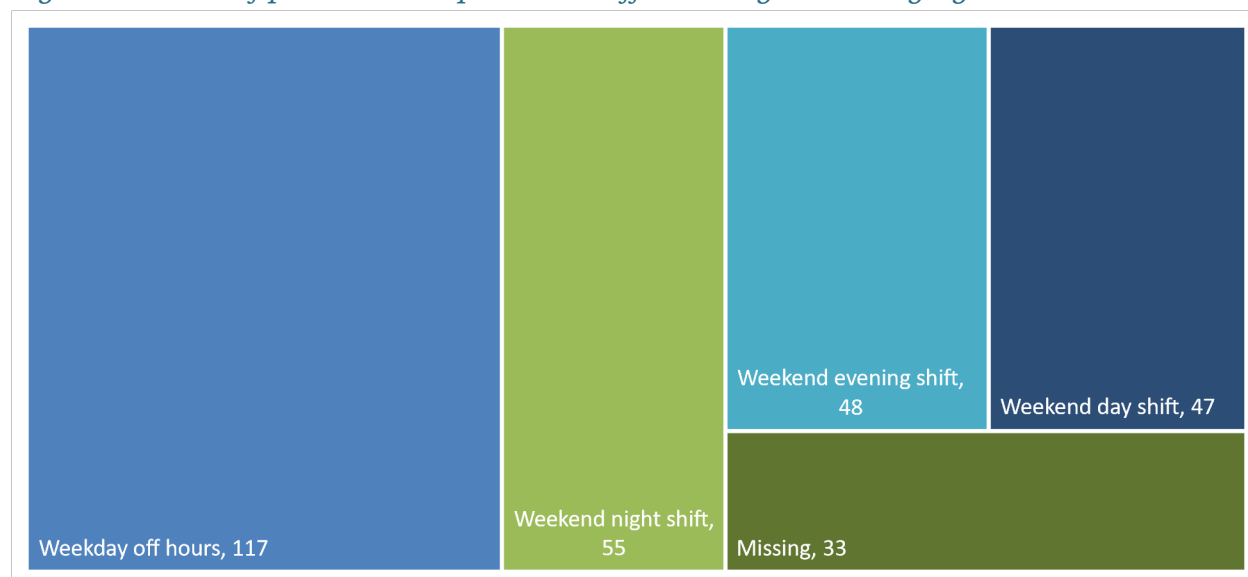 Weekend evening shift,
48
Weekend day shift, 47
Weekend night shift,
55
Weekday off hours, 117
Missing, 33